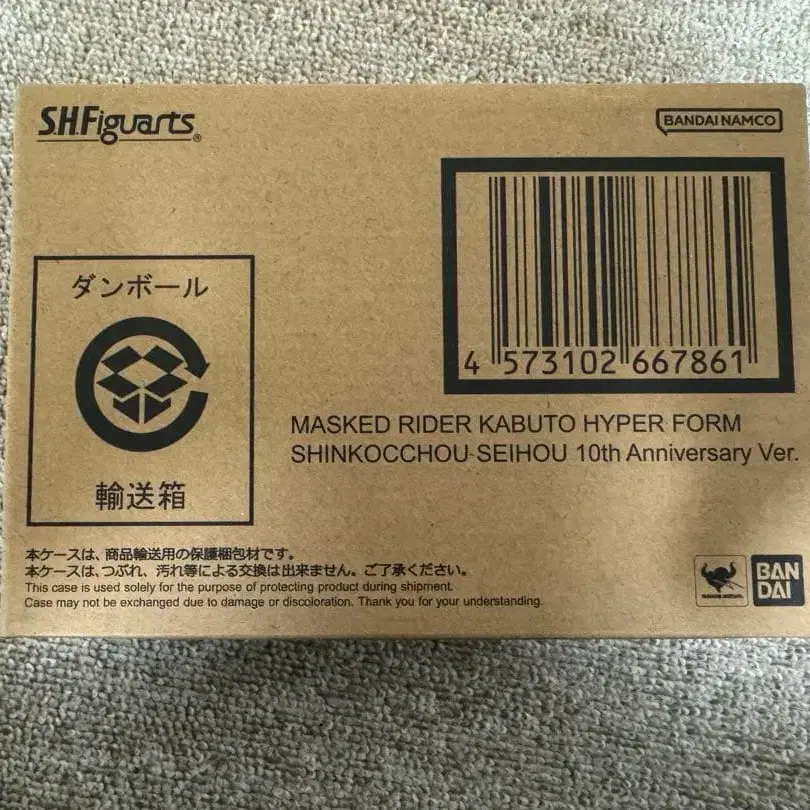 S.H.Figuarts®
BANDAI NAMCO
4 573102 667861
ダンボール
輸送箱
MASKED RIDER KABUTO HYPER FORM
SHINKOCCHOU SEIHOU 10th Anniversary Ver.
本ケースは、商品輸送用の保護梱包材です。
本ケースは、つぶれ、汚れ等による交換は出来ません。ご了承ください。
This case is used solely for the purpose of protecting product during shipment.
Case may not be exchanged due to damage or discoloration. Thank you for your understanding.
BAN
DAI